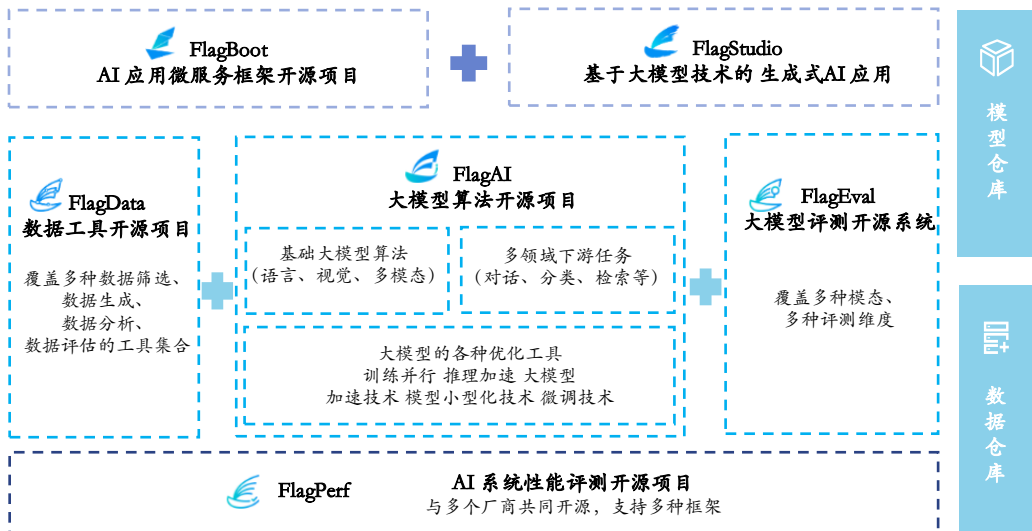 FlagBoot
AI 应用微服务框架开源项目
FlagStudio
基于大模型技术的 生成式AI 应用
FlagData
数据工具开源项目
覆盖多种数据筛选、
数据生成、
数据分析、
数据评估的工具集合
FlagAI
大模型算法开源项目
基础大模型算法
（语言、视觉、多模态）
多领域下游任务
（对话、分类、检索等）
大模型的各种优化工具
训练并行 推理加速 大模型
加速技术 模型小型化技术 微调技术
FlagEval
大模型评测开源系统
覆盖多种模态、
多种评测维度
FlagPerf
AI 系统性能评测开源项目
与多个厂商共同开源，支持多种框架
模型仓库
数据仓库